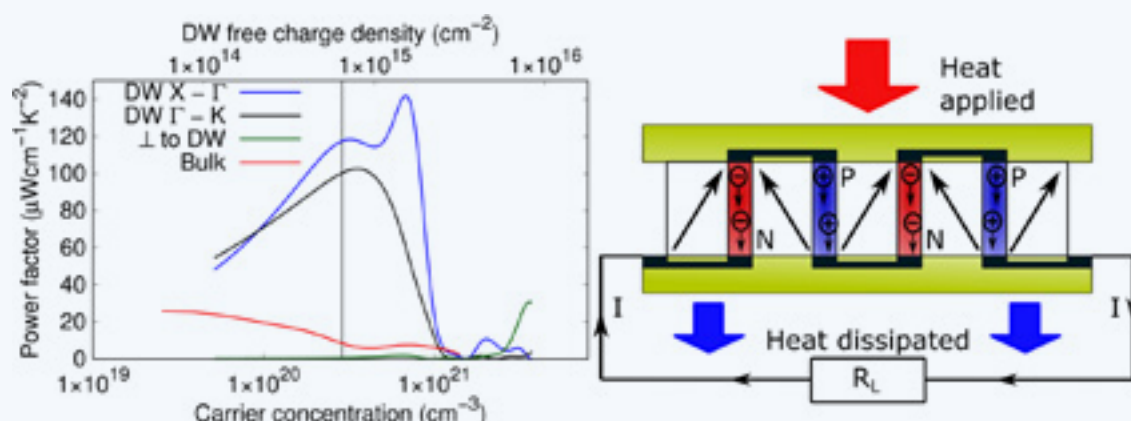 DW free charge density (cm⁻²)
1×10¹⁴ 1×10¹⁵ 1×10¹⁶
Power factor (μWcm⁻¹K⁻²)
140
120
100
80
60
40
20
0
DW X − Γ
DW Γ − K
⊥ to DW
Bulk
1×10¹⁹ 1×10²⁰ 1×10²¹
Carrier concentration (cm⁻³)
Heat
applied
P P
N N
I I
Heat dissipated
R_L